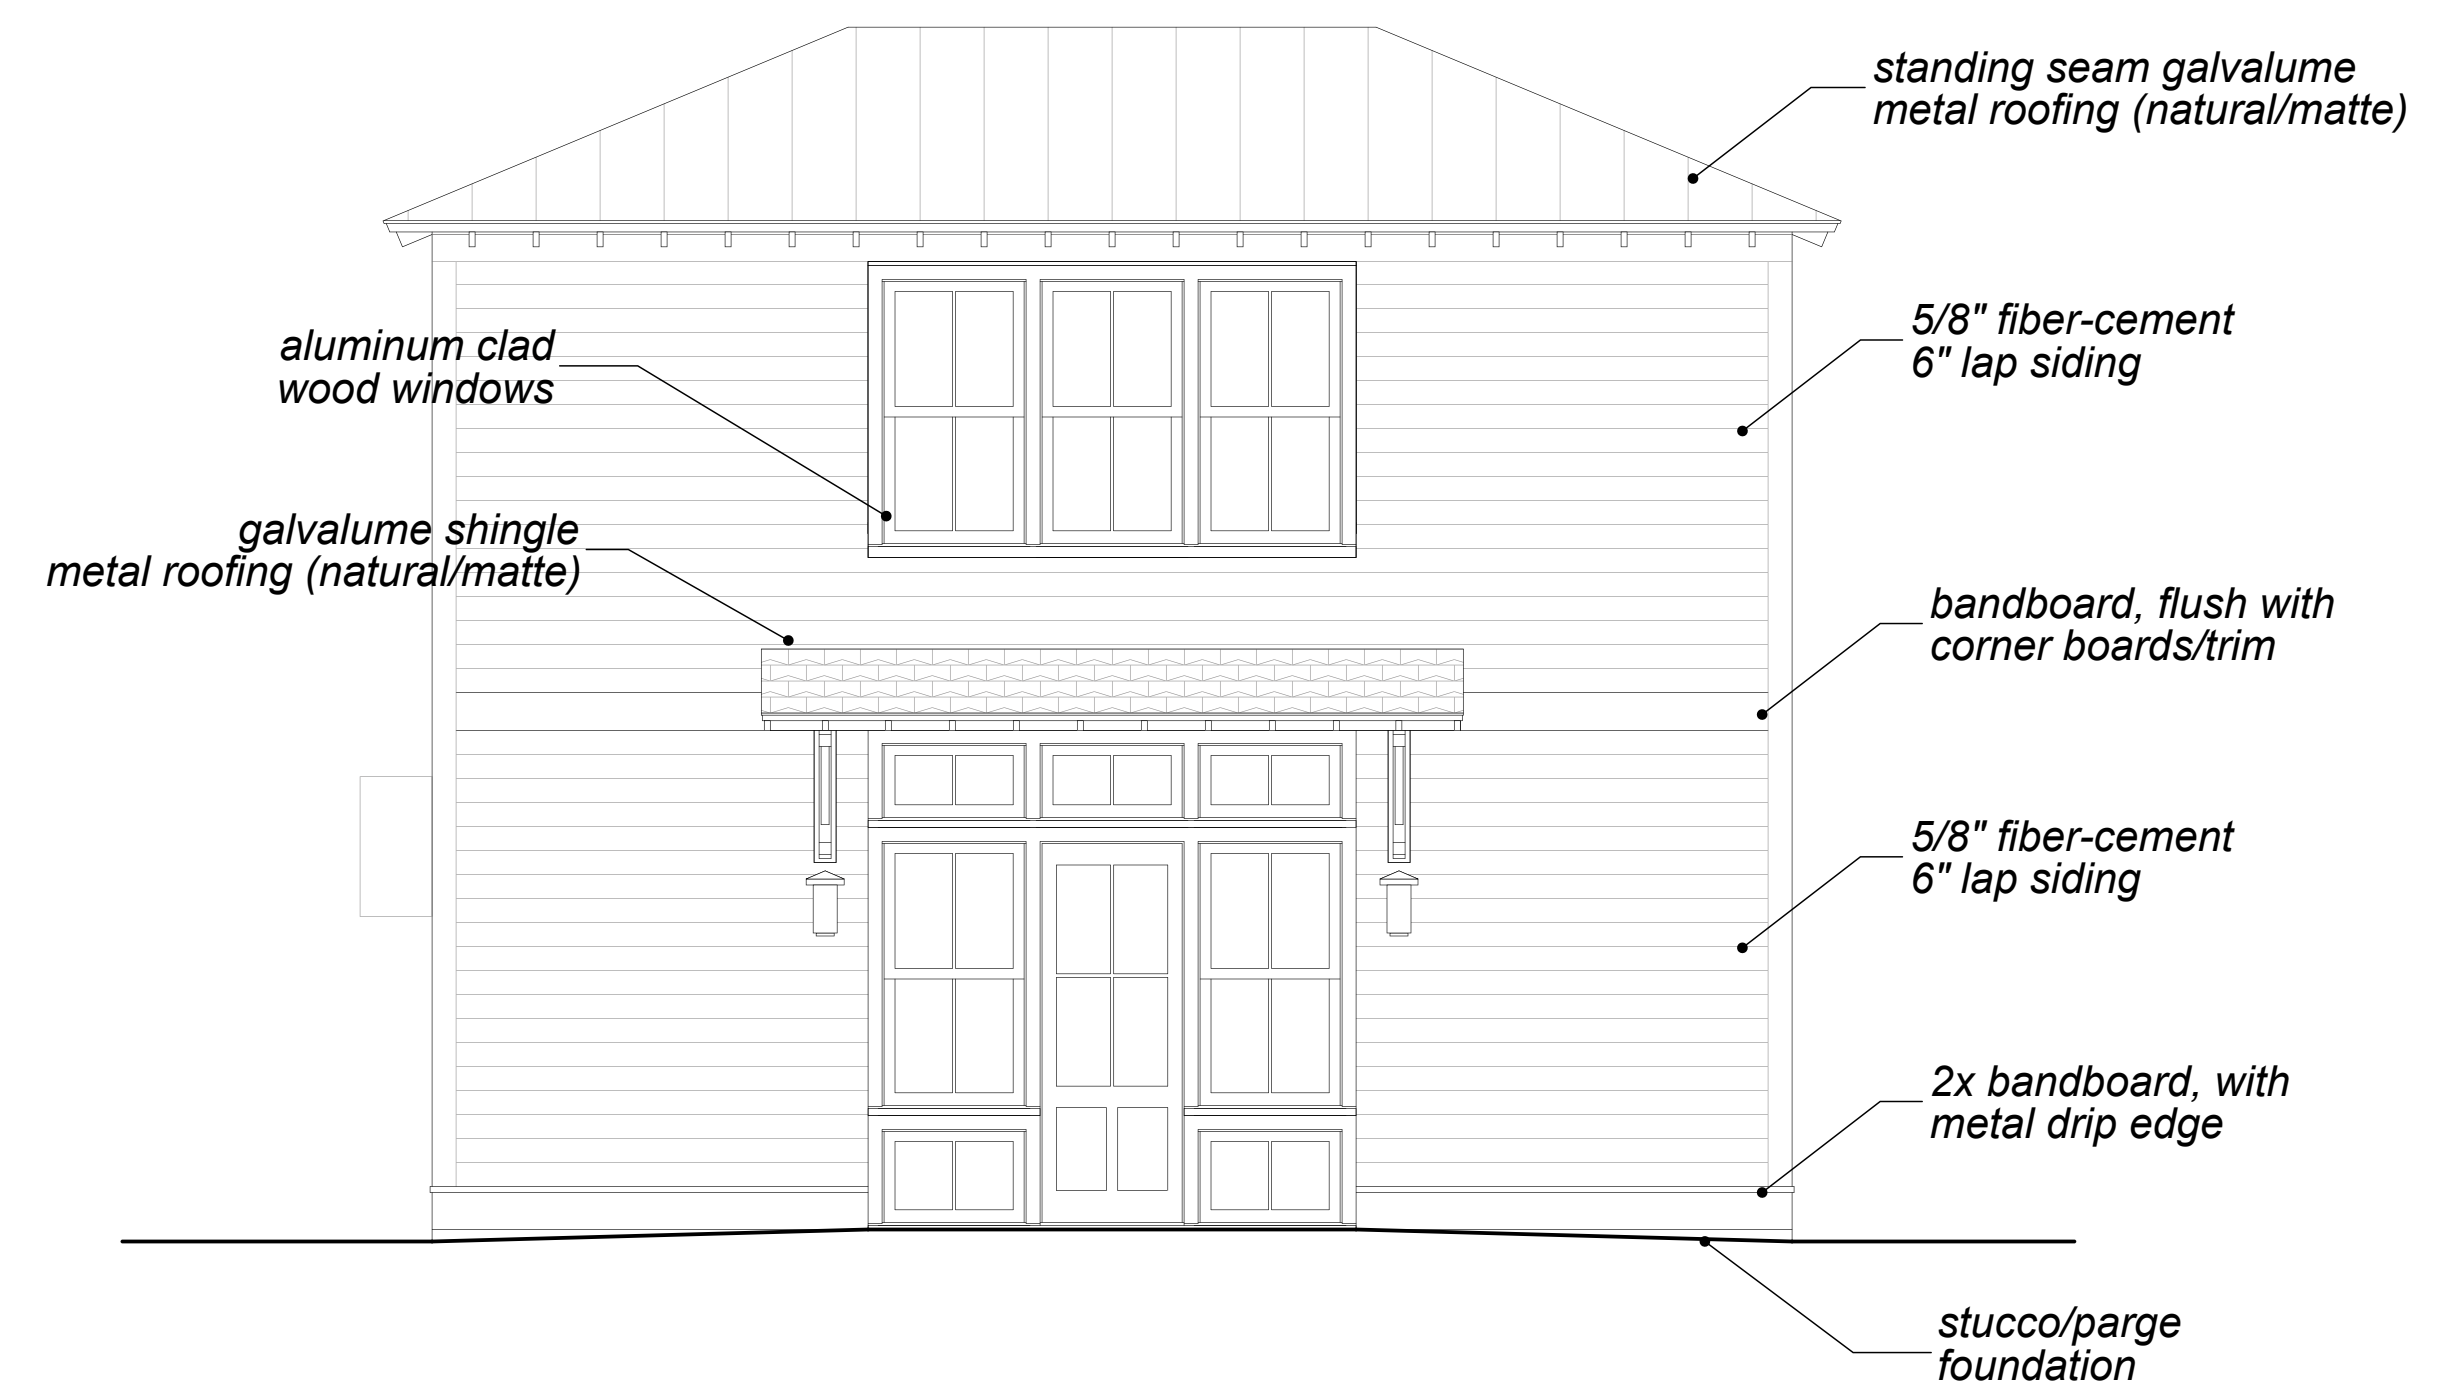 standing seam galvalume
metal roofing (natural/matte)
5/8" fiber-cement
6" lap siding
aluminum clad
wood windows
galvalume shingle
metal roofing (natural/matte)
bandboard, flush with
corner boards/trim
5/8" fiber-cement
6" lap siding
2x bandboard, with
metal drip edge
stucco/parge
foundation